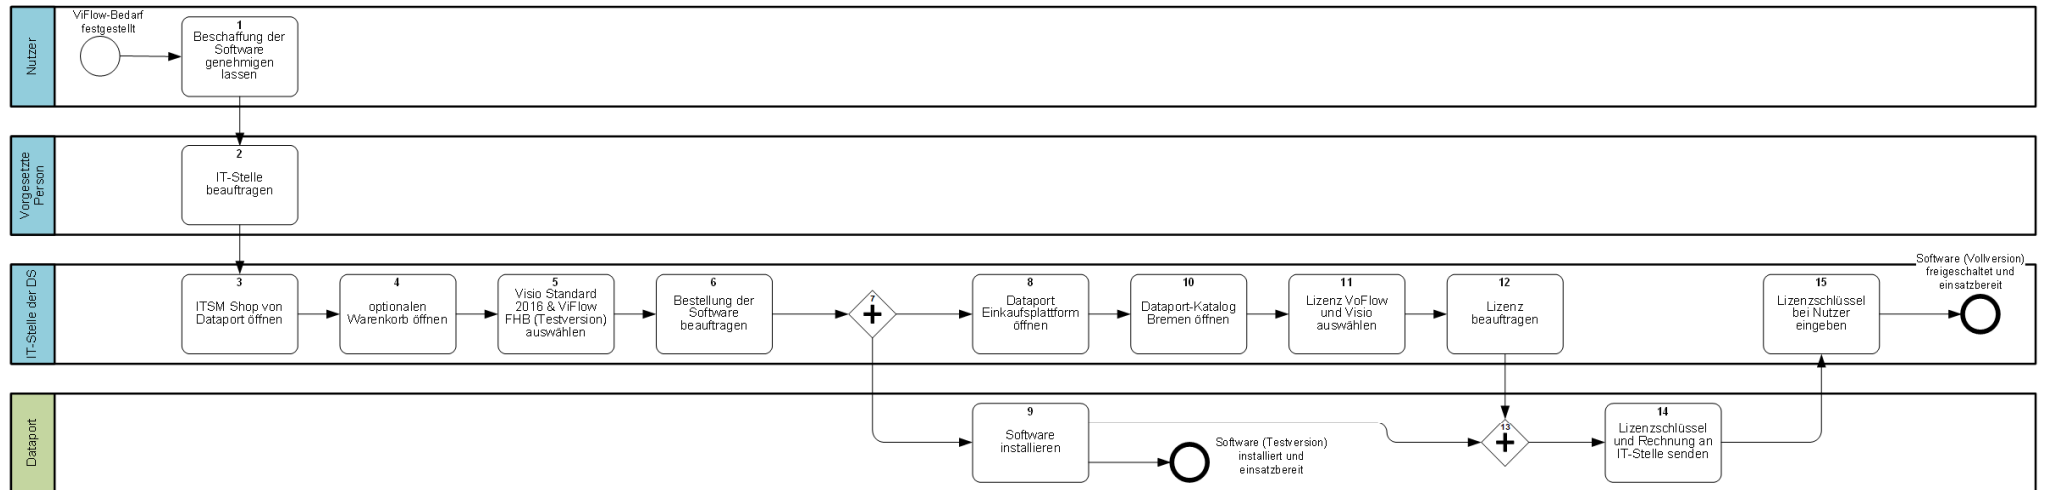 Nutzer
ViFlow-Bedarf
festgestellt
1
Beschaffung der
Software
genehmigen
lassen
Vorgesetzte
Person
2
IT-Stelle
beauftragen
IT-Stelle der DS
3
ITSM Shop von
Dataport öffnen
4
optionalen
Warenkorb öffnen
5
Visio Standard
2016 & ViFlow
FHB (Testversion)
auswählen
6
Bestellung der
Software
beauftragen
7
8
Dataport
Einkaufsplattform
öffnen
10
Dataport-Katalog
Bremen öffnen
11
Lizenz VoFlow
und Visio
auswählen
12
Lizenz
beauftragen
15
Lizenzschlüssel
bei Nutzer
eingeben
Software (Vollversion)
freigeschaltet und
einsatzbereit
Dataport
9
Software
installieren
Software (Testversion)
installiert und
einsatzbereit
13
14
Lizenzschlüssel
und Rechnung an
IT-Stelle senden